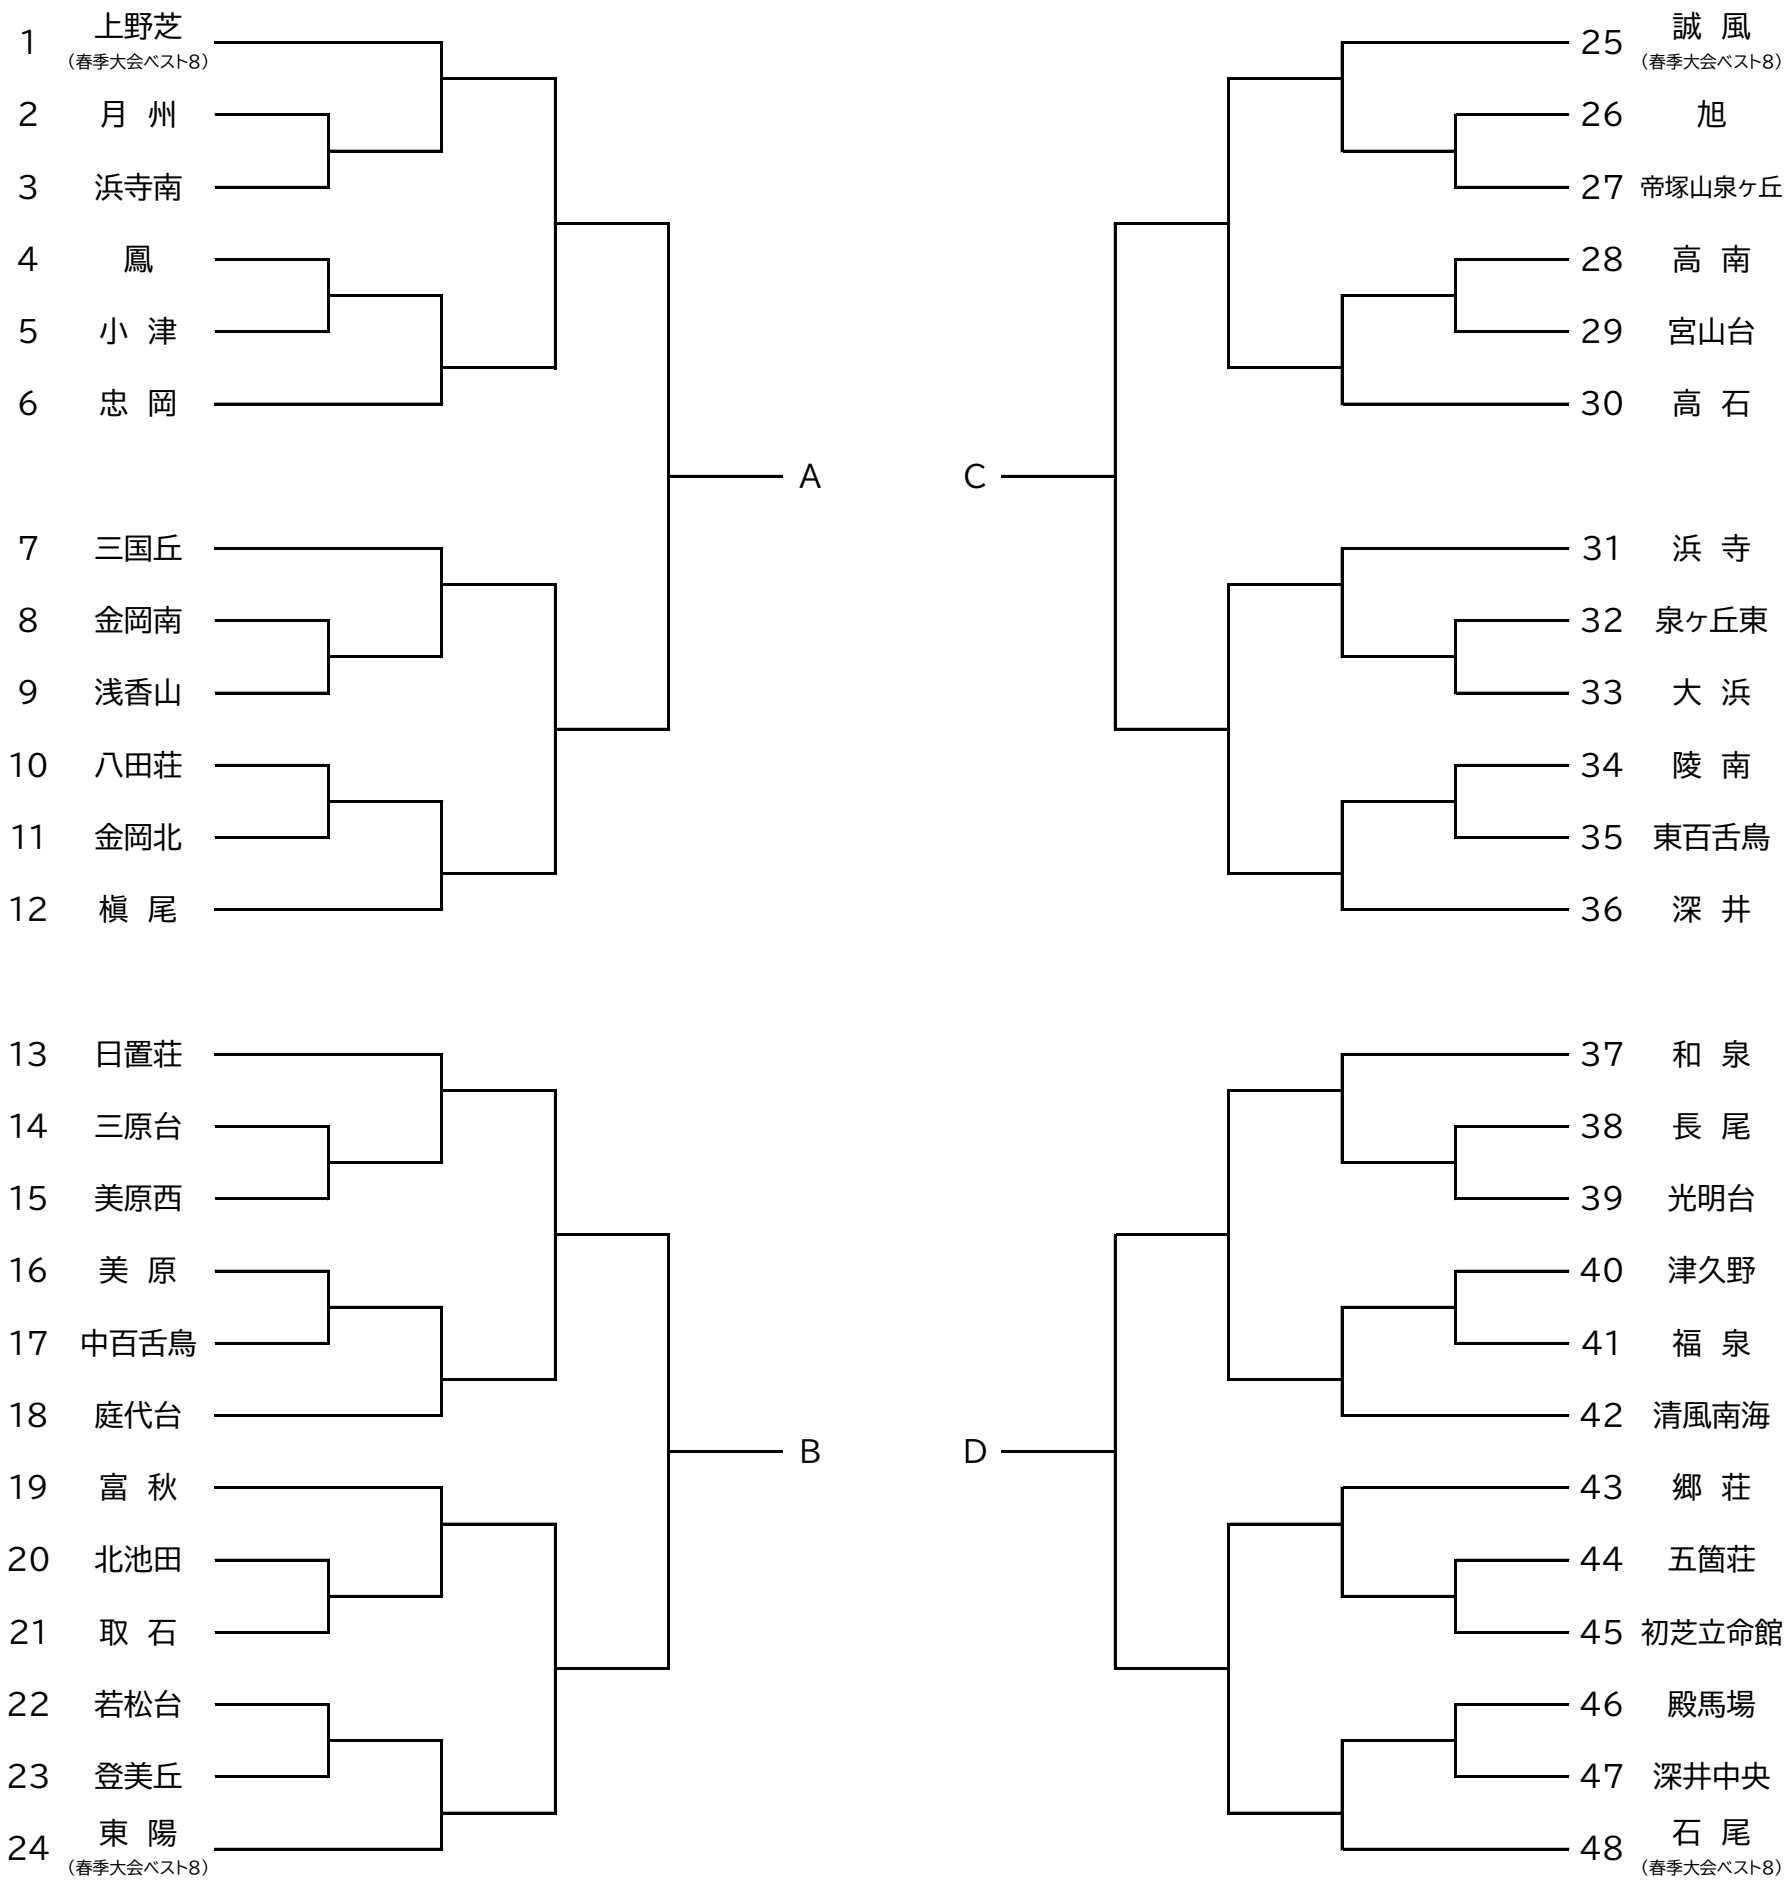 1 上野芝
（春季大会ベスト8）
2 月 州
3 浜寺南
4 鳳
5 小 津
6 忠 岡
A
7 三国丘
8 金岡南
9 浅香山
10 八田荘
11 金岡北
12 槇 尾
13 日置荘
14 三原台
15 美原西
16 美 原
17 中百舌鳥
18 庭代台
B
19 富 秋
20 北池田
21 取 石
22 若松台
23 登美丘
24 東 陽
（春季大会ベスト8）
25 誠 風
（春季大会ベスト8）
26 旭
27 帝塚山泉ヶ丘
28 高 南
29 宮山台
30 高 石
C
31 浜 寺
32 泉ヶ丘東
33 大 浜
34 陵 南
35 東百舌鳥
36 深 井
37 和 泉
38 長 尾
39 光明台
40 津久野
41 福 泉
42 清風南海
D
43 郷 荘
44 五箇荘
45 初芝立命館
46 殿馬場
47 深井中央
48 石 尾
（春季大会ベスト8）